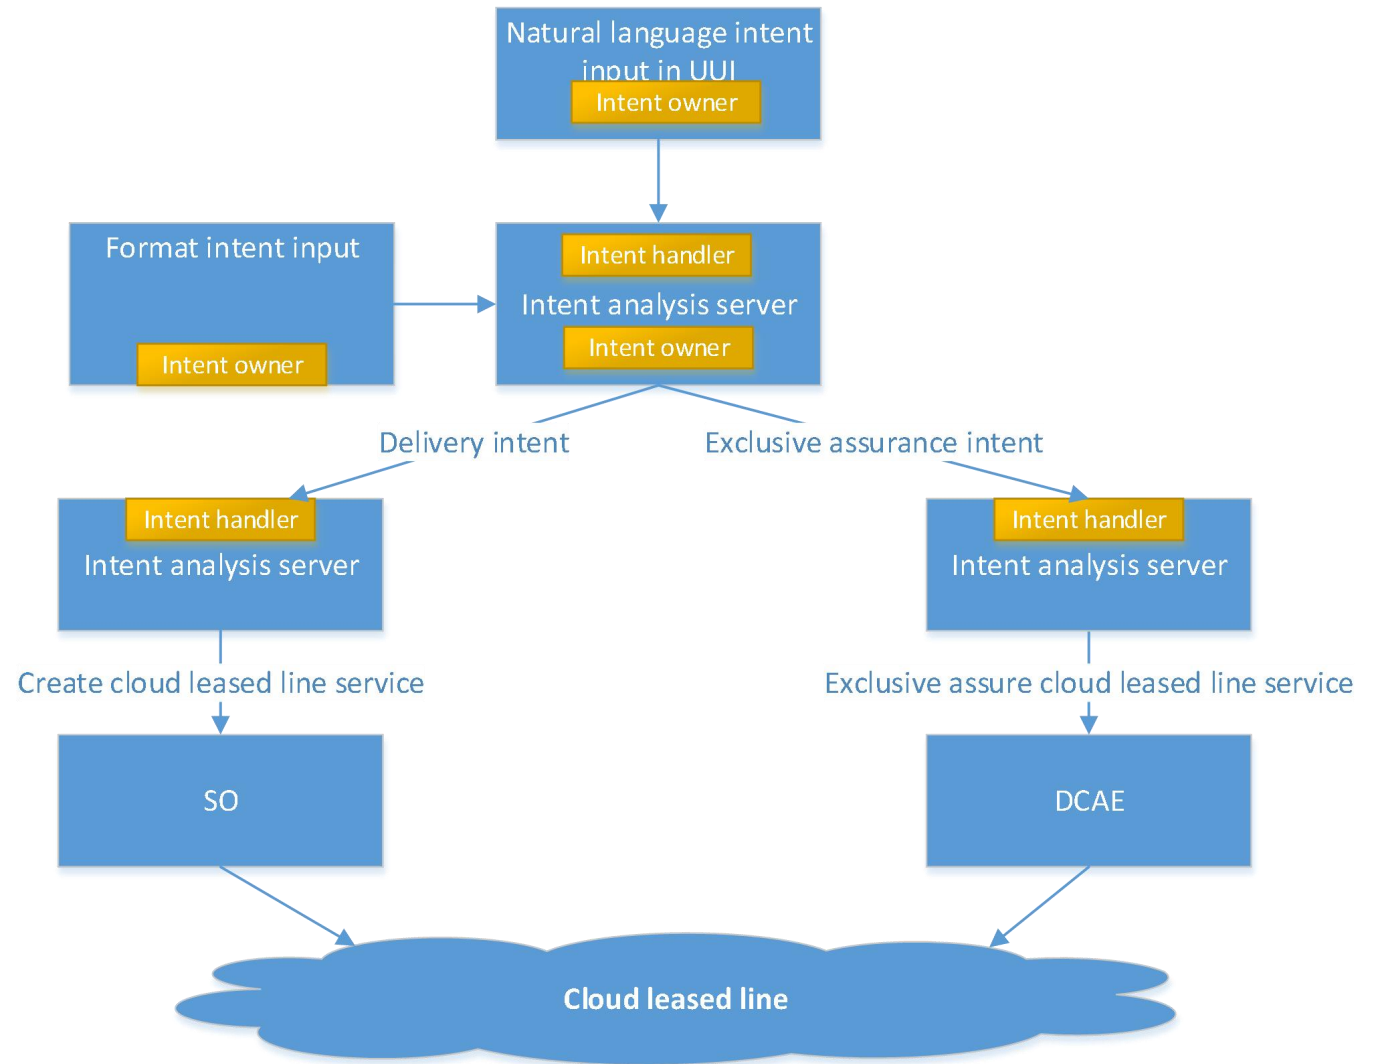 Natural language intent
input in UUI
Intent owner
Format intent input
Intent owner
Intent handler
Intent analysis server
Intent owner
Delivery intent
Exclusive assurance intent
Intent handler
Intent analysis server
Intent handler
Intent analysis server
Create cloud leased line service
Exclusive assure cloud leased line service
SO
DCAE
Cloud leased line